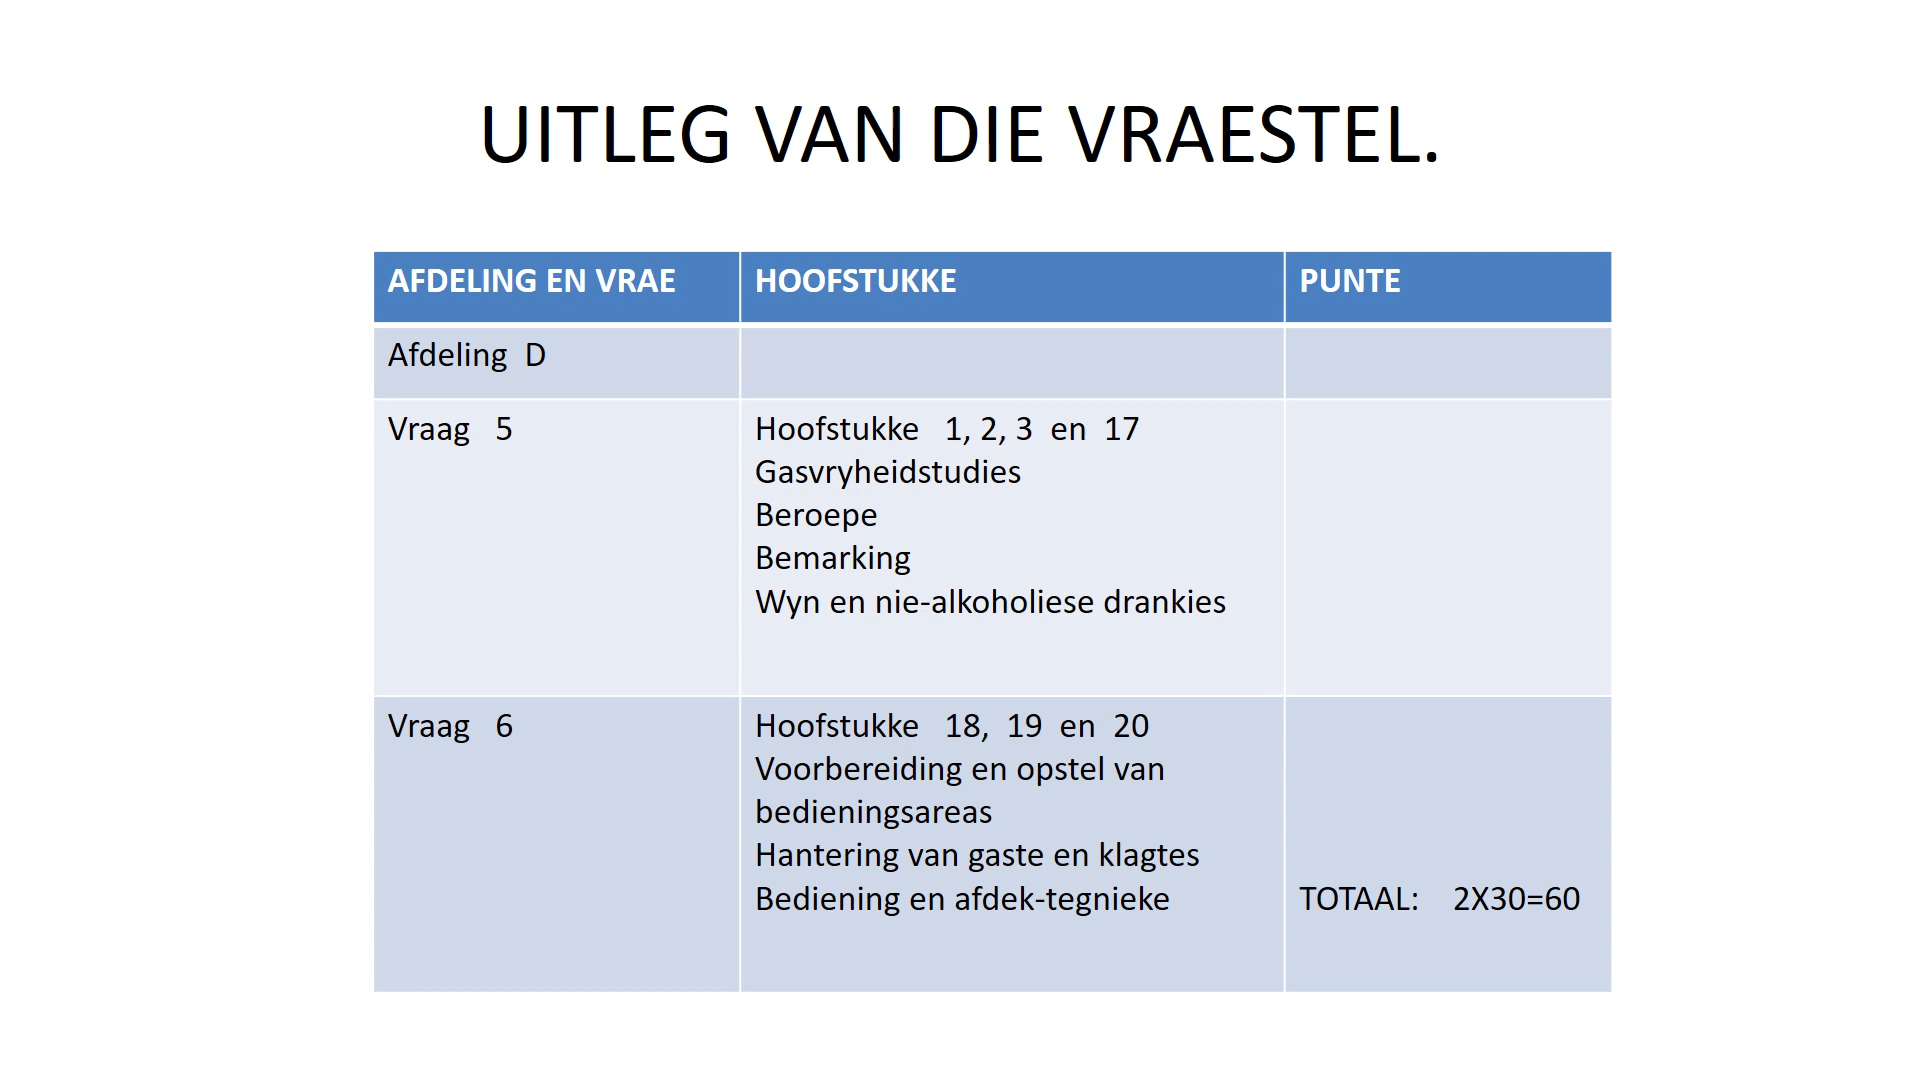 UITLEG VAN DIE VRAESTEL.
AFDELING EN VRAE
HOOFSTUKKE
PUNTE
Afdeling D
Vraag 5
Hoofstukke 1, 2, 3 en 17
Gasvryheidstudies
Beroepe
Bemarking
Wyn en nie-alkoholiese drankies
Vraag 6
Hoofstukke 18, 19 en 20
Voorbereiding en opstel van
bedieningsareas
Hantering van gaste en klagtes
Bediening en afdek-tegnieke
TOTAAL: 2X30=60